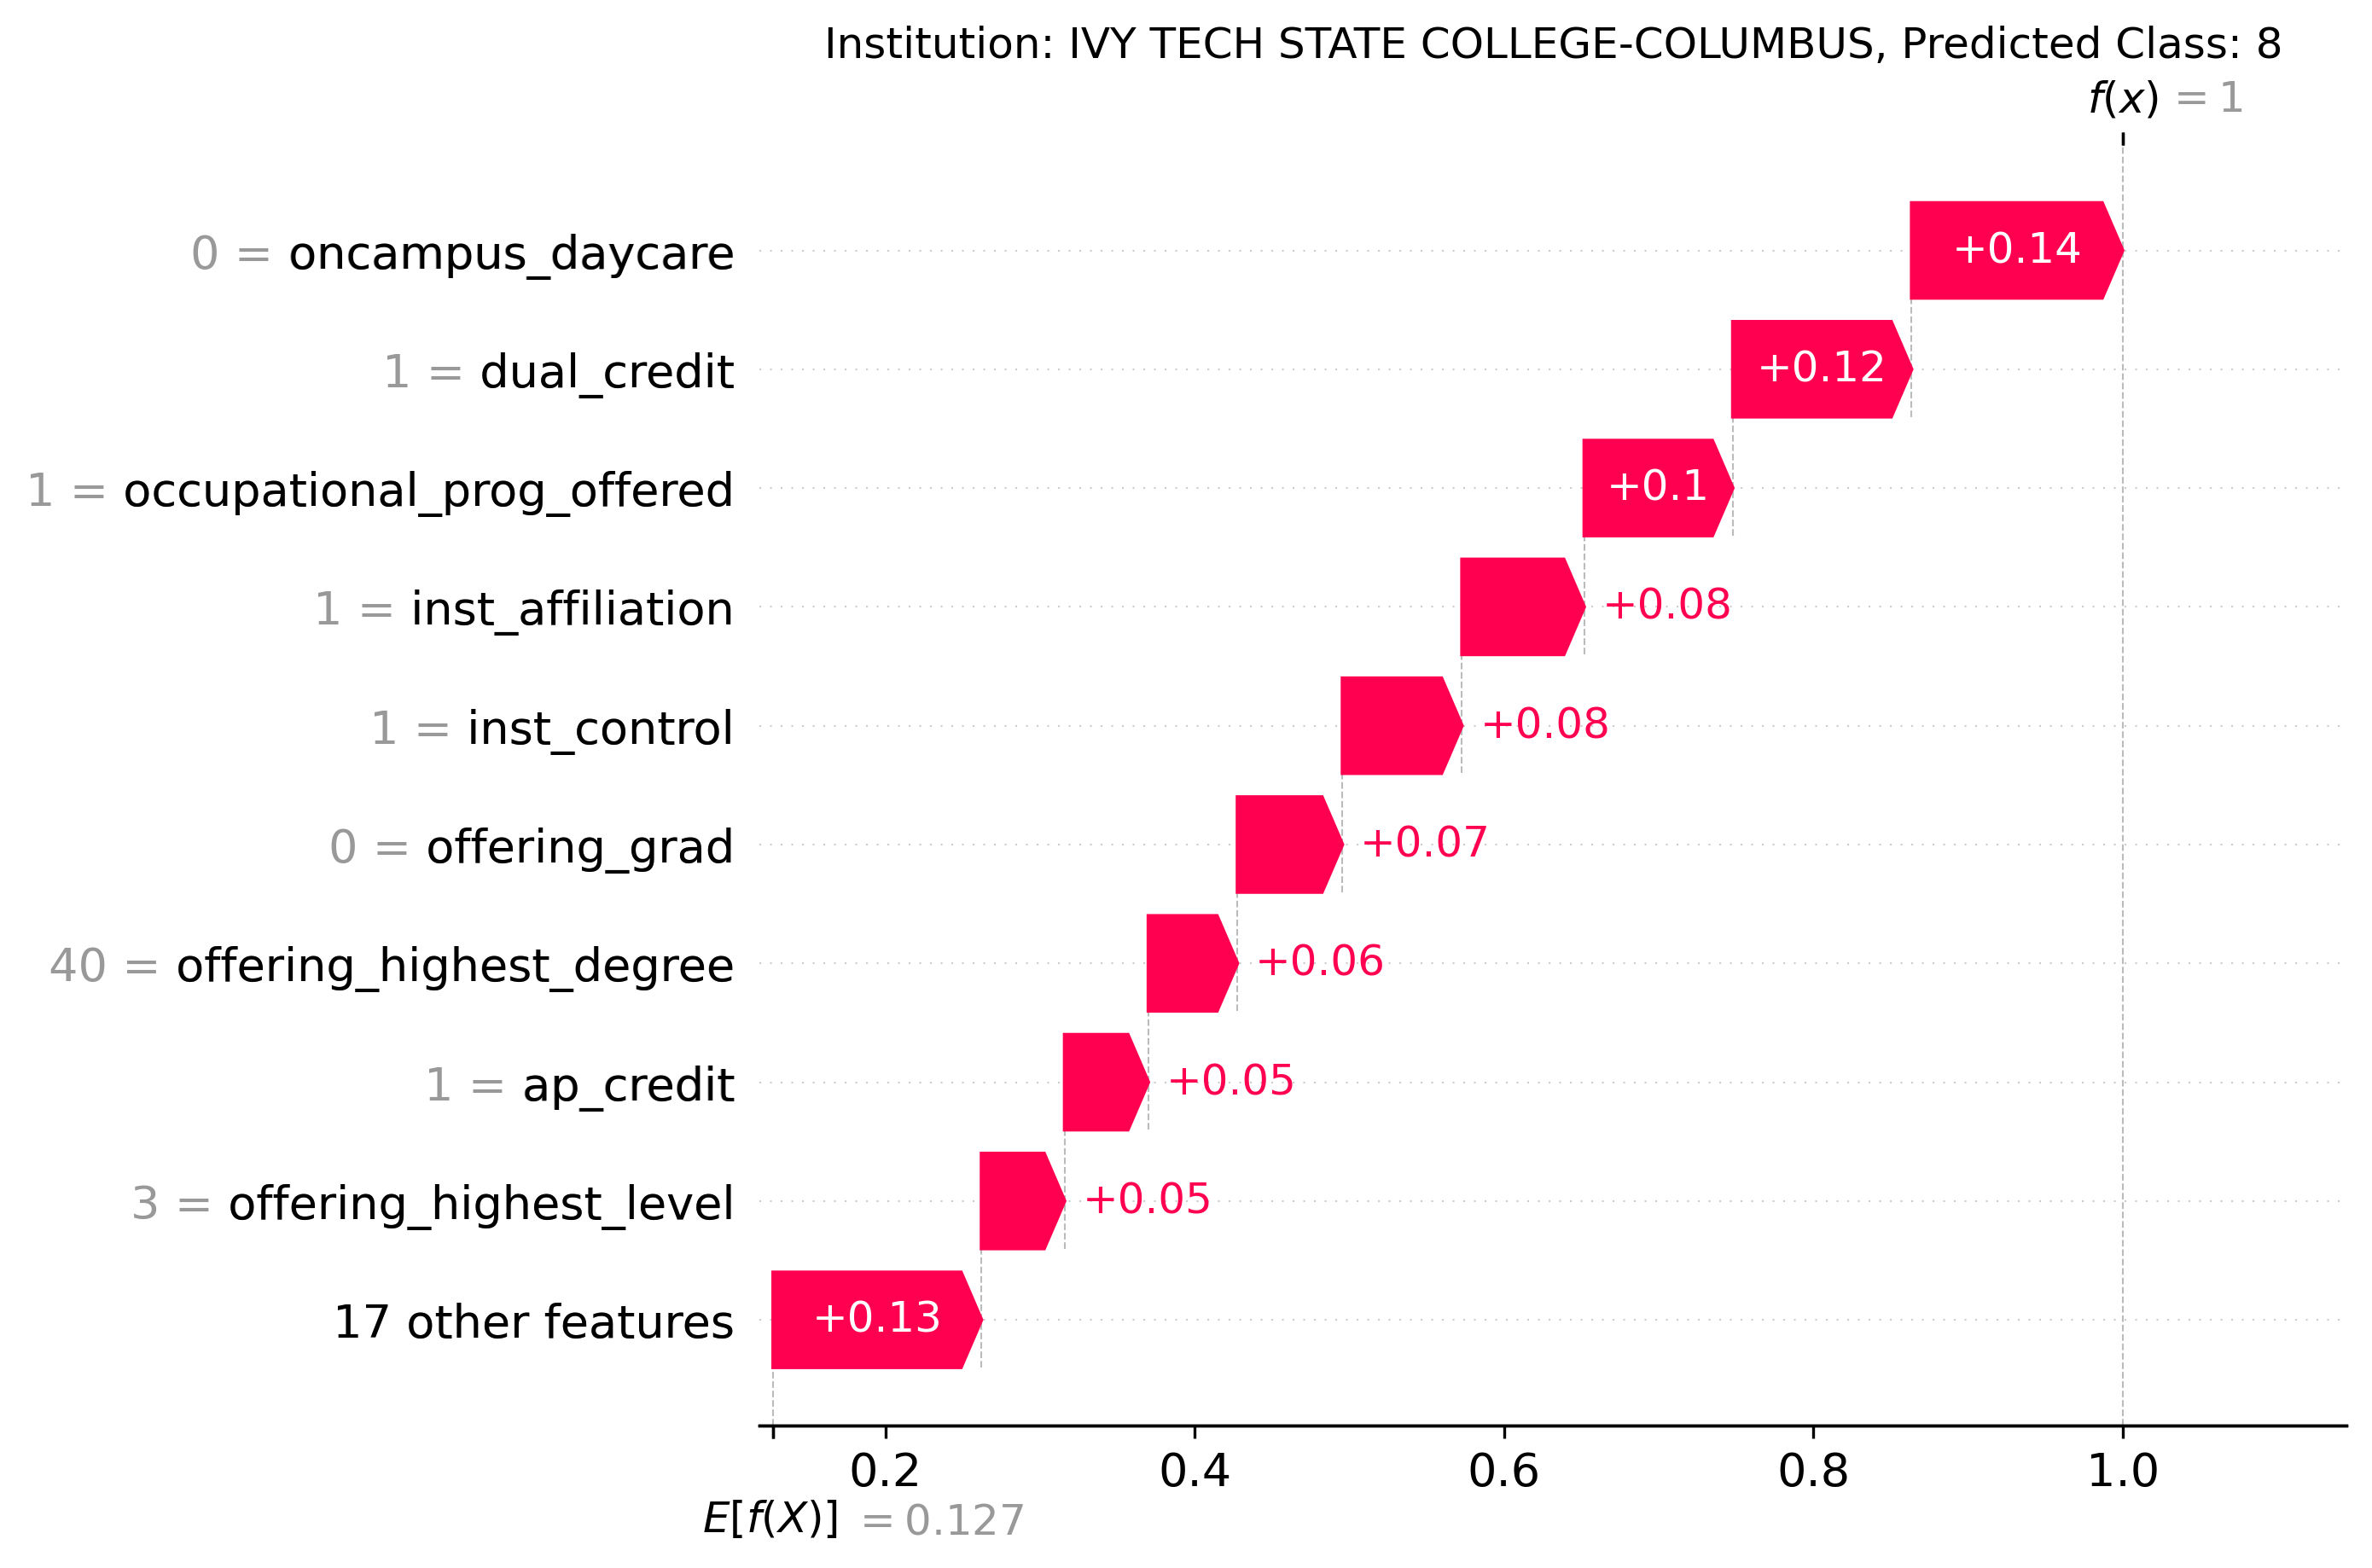 Institution: IVY TECH STATE COLLEGE-COLUMBUS, Predicted Class: 8
f(x) = 1
0 = oncampus_daycare +0.14
1 = dual_credit +0.12
1 = occupational_prog_offered +0.1
1 = inst_affiliation +0.08
1 = inst_control +0.08
0 = offering_grad +0.07
40 = offering_highest_degree +0.06
1 = ap_credit +0.05
3 = offering_highest_level +0.05
17 other features +0.13
0.2 0.4 0.6 0.8 1.0
E[f(X)] = 0.127